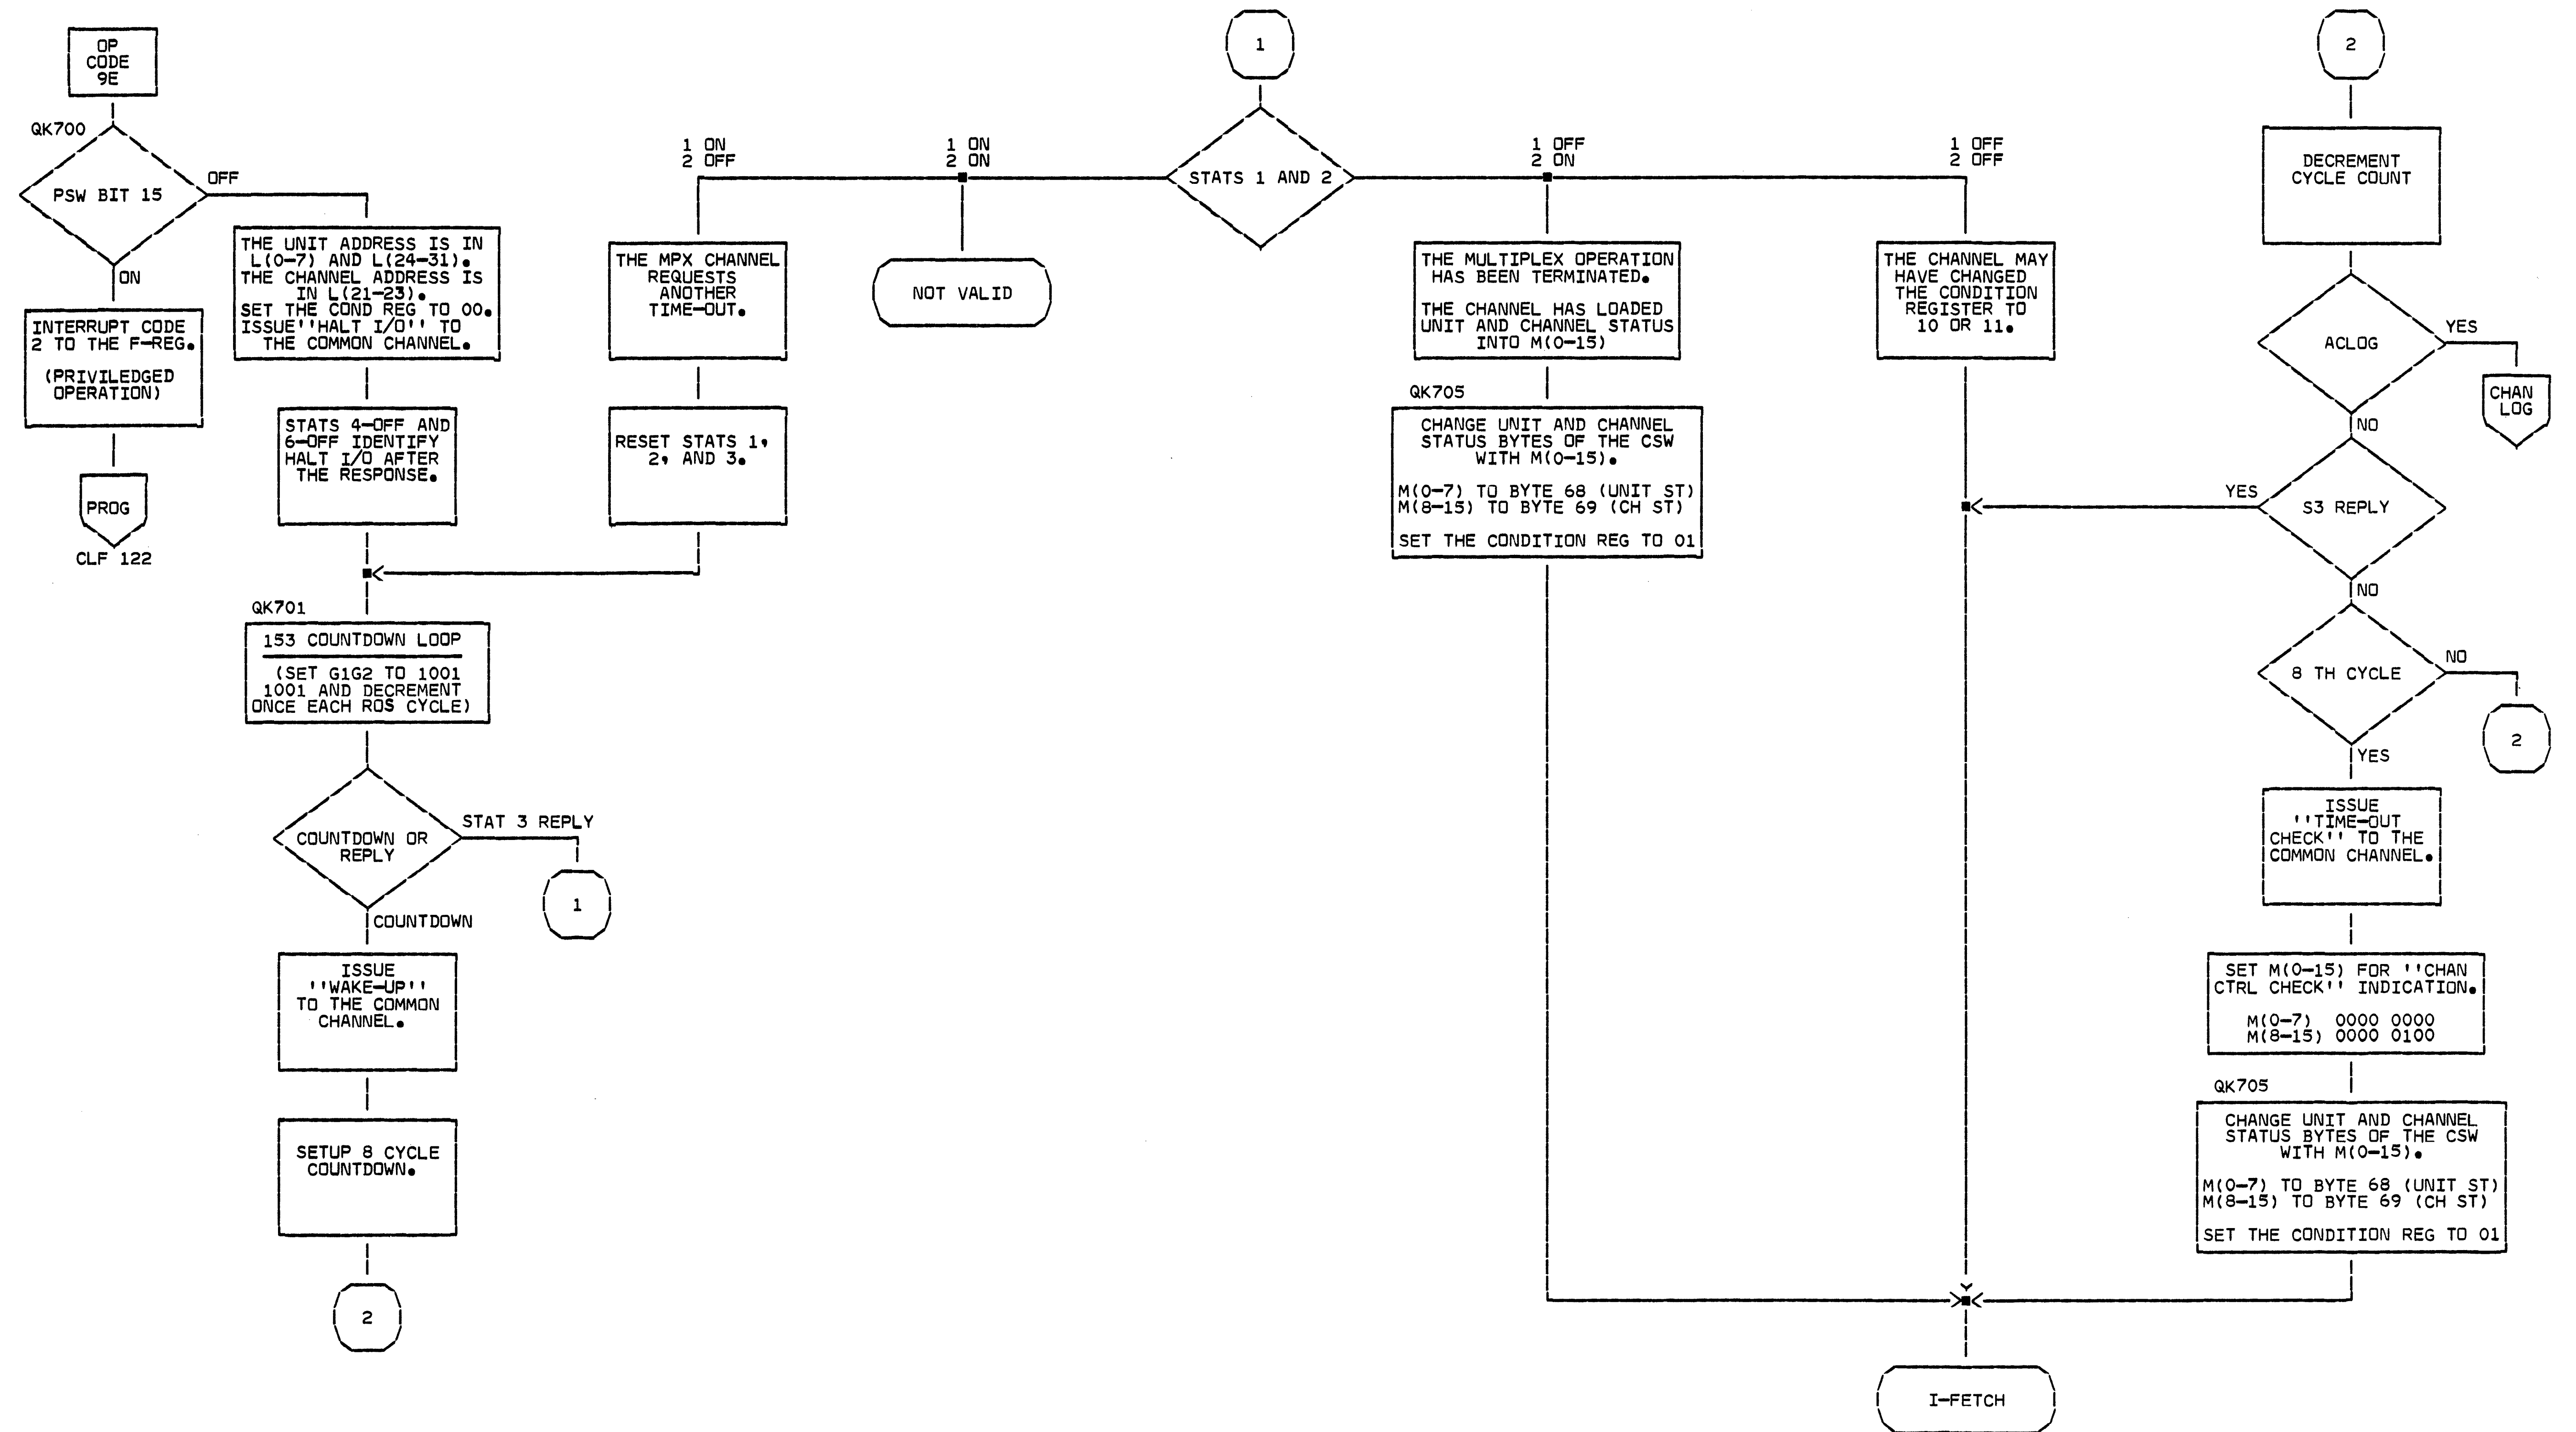 OP
CODE
9E
QK700
PSW BIT 15
OFF
ON
INTERRUPT CODE
2 TO THE F-REG.
(PRIVILEDGED
OPERATION)
PROG
CLF 122
THE UNIT ADDRESS IS IN
L(0-7) AND L(24-31).
THE CHANNEL ADDRESS IS
IN L(21-23).
SET THE COND REG TO 00.
ISSUE''HALT I/O'' TO
THE COMMON CHANNEL.
STATS 4-OFF AND
6-OFF IDENTIFY
HALT I/O AFTER
THE RESPONSE.
QK701
153 COUNTDOWN LOOP
(SET G1G2 TO 1001
1001 AND DECREMENT
ONCE EACH ROS CYCLE)
COUNTDOWN OR
REPLY
STAT 3 REPLY
1
COUNTDOWN
ISSUE
''WAKE-UP''
TO THE COMMON
CHANNEL.
SETUP 8 CYCLE
COUNTDOWN.
2
1
STATS 1 AND 2
1 ON
2 OFF
THE MPX CHANNEL
REQUESTS
ANOTHER
TIME-OUT.
RESET STATS 1,
2, AND 3.
1 ON
2 ON
NOT VALID
1 OFF
2 ON
THE MULTIPLEX OPERATION
HAS BEEN TERMINATED.
THE CHANNEL HAS LOADED
UNIT AND CHANNEL STATUS
INTO M(0-15)
QK705
CHANGE UNIT AND CHANNEL
STATUS BYTES OF THE CSW
WITH M(0-15).
M(0-7) TO BYTE 68 (UNIT ST)
M(8-15) TO BYTE 69 (CH ST)
SET THE CONDITION REG TO 01
1 OFF
2 OFF
THE CHANNEL MAY
HAVE CHANGED
THE CONDITION
REGISTER TO
10 OR 11.
I-FETCH
2
DECREMENT
CYCLE COUNT
ACLOG
YES
CHAN
LOG
NO
S3 REPLY
YES
NO
8 TH CYCLE
NO
2
YES
ISSUE
''TIME-OUT
CHECK'' TO THE
COMMON CHANNEL.
SET M(0-15) FOR ''CHAN
CTRL CHECK'' INDICATION.
M(0-7) 0000 0000
M(8-15) 0000 0100
QK705
CHANGE UNIT AND CHANNEL
STATUS BYTES OF THE CSW
WITH M(0-15).
M(0-7) TO BYTE 68 (UNIT ST)
M(8-15) TO BYTE 69 (CH ST)
SET THE CONDITION REG TO 01